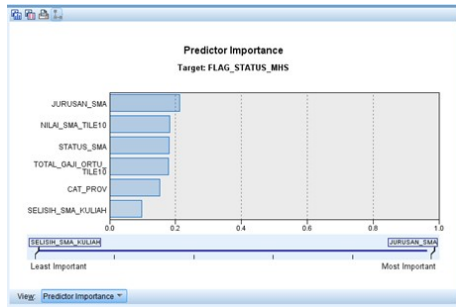 Predictor Importance
Target: FLAG_STATUS_MHS
JURUSAN_SMA
NILAI_SMA_TILE10
STATUS_SMA
TOTAL_GAJI_ORTU_
TILE10
CAT_PROV
SELISIH_SMA_KULIAH
0.0 0.2 0.4 0.6 0.8 1.0
SELISIH_SMA_KULIAH JURUSAN_SMA
Least Important Most Important
View: Predictor Importance